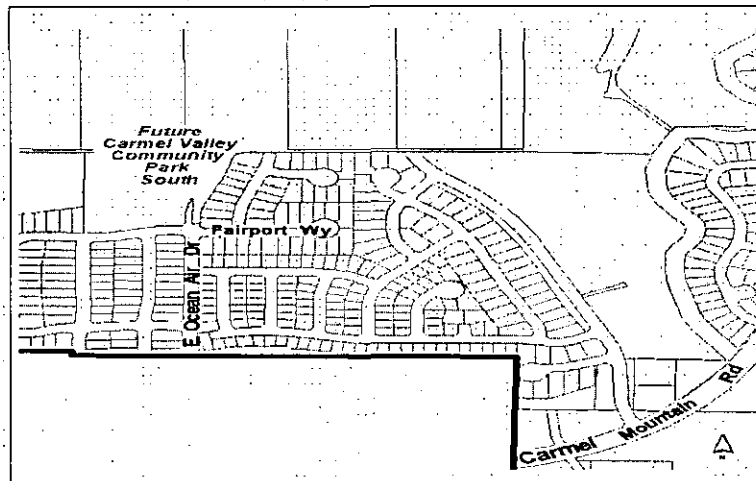 Future
Carmel Valley
Community
Park
South
Fairport Wy
E Ocean Air Dr
Carmel Mountain Rd